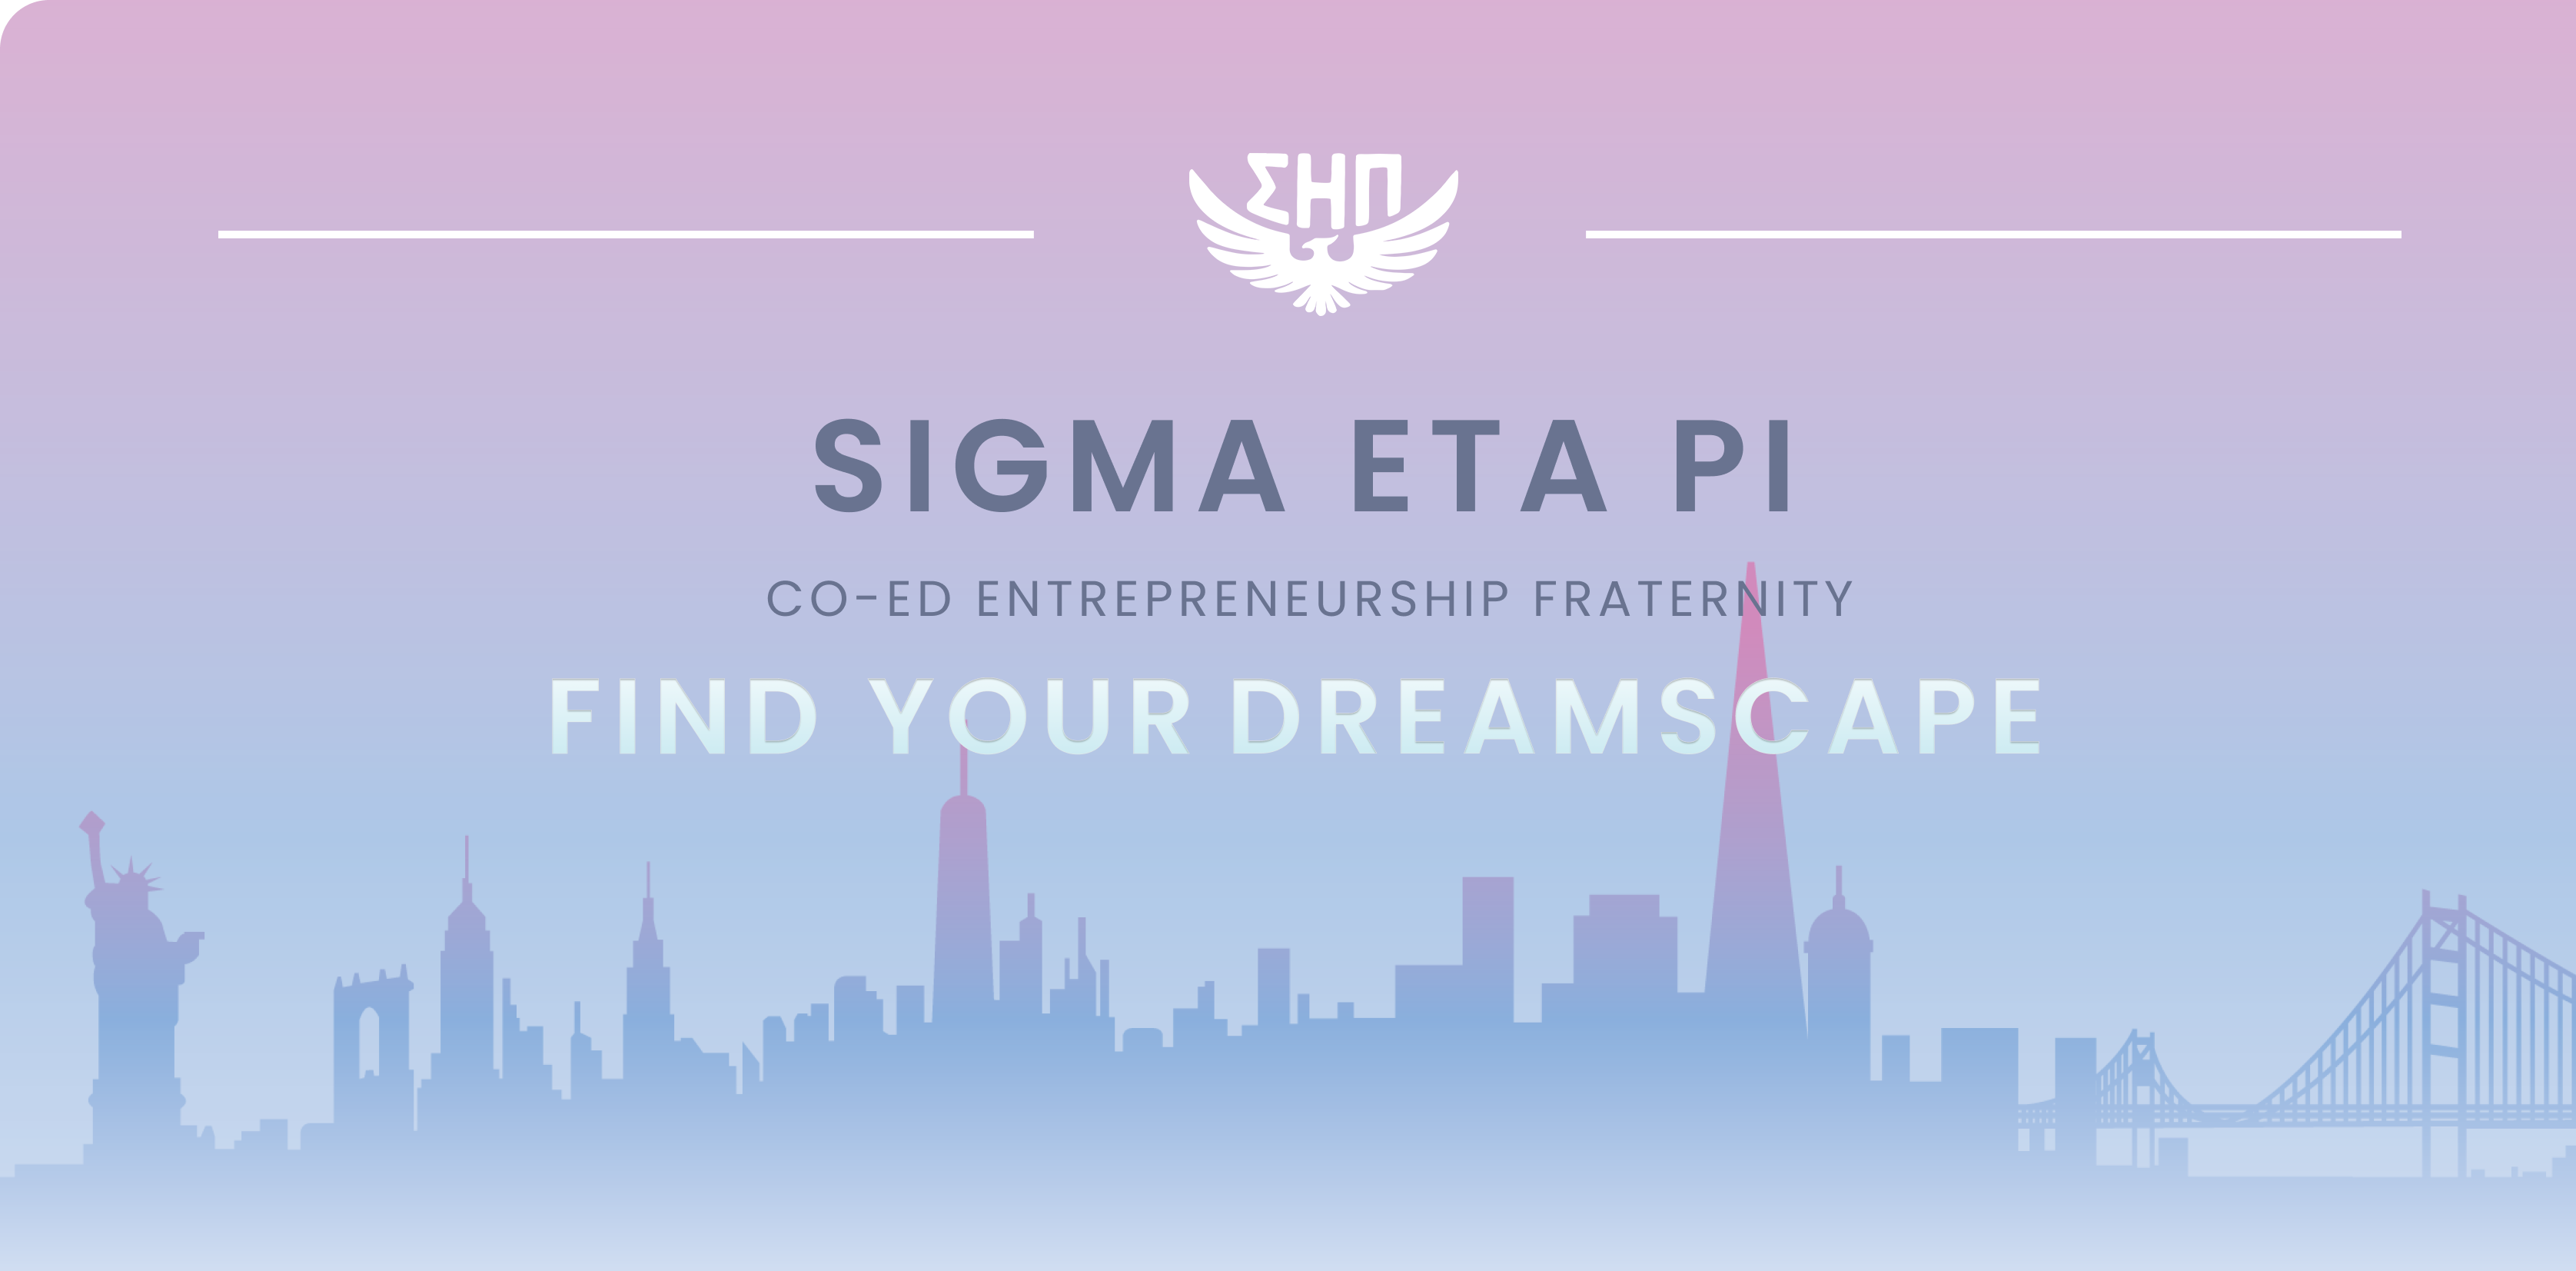 ΣΗΠ
SIGMA ETA PI
CO-ED ENTREPRENEURSHIP FRATERNITY
FIND YOUR DREAMSCAPE